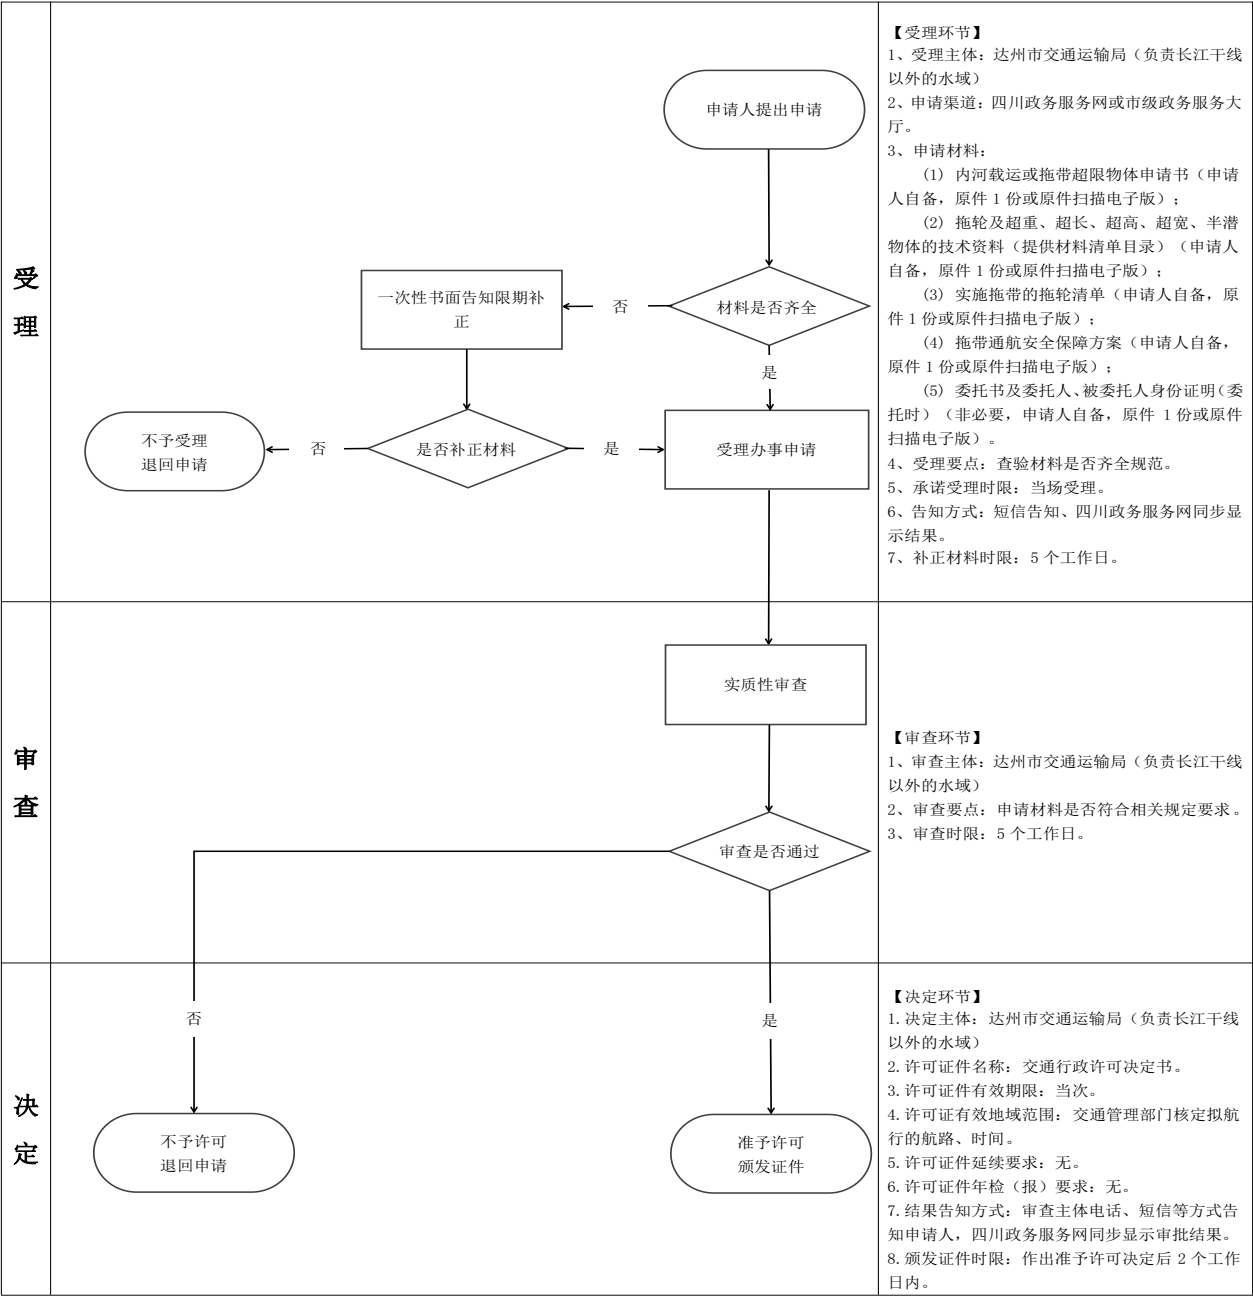 受
理
申请人提出申请
材料是否齐全
否
一次性书面告知限期补
正
是
是否补正材料
否
不予受理
退回申请
是
受理办事申请
【受理环节】
1、受理主体：达州市交通运输局（负责长江干线
以外的水域）
2、申请渠道：四川政务服务网或市级政务服务大
厅。
3、申请材料：
(1) 内河载运或拖带超限物体申请书（申请
人自备，原件 1 份或原件扫描电子版）；
(2) 拖轮及超重、超长、超高、超宽、半潜
物体的技术资料（提供材料清单目录）（申请人
自备，原件 1 份或原件扫描电子版）；
(3) 实施拖带的拖轮清单（申请人自备，原
件 1 份或原件扫描电子版）；
(4) 拖带通航安全保障方案（申请人自备，
原件 1 份或原件扫描电子版）；
(5) 委托书及委托人、被委托人身份证明（委
托时）（非必要，申请人自备，原件 1 份或原件
扫描电子版）。
4、受理要点：查验材料是否齐全规范。
5、承诺受理时限：当场受理。
6、告知方式：短信告知、四川政务服务网同步显
示结果。
7、补正材料时限：5 个工作日。
审
查
实质性审查
审查是否通过
【审查环节】
1、审查主体：达州市交通运输局（负责长江干线
以外的水域）
2、审查要点：申请材料是否符合相关规定要求。
3、审查时限：5 个工作日。
决
定
否
是
不予许可
退回申请
准予许可
颁发证件
【决定环节】
1.决定主体：达州市交通运输局（负责长江干线
以外的水域）
2.许可证件名称：交通行政许可决定书。
3.许可证件有效期限：当次。
4.许可证有效地域范围：交通管理部门核定拟航
行的航路、时间。
5.许可证件延续要求：无。
6.许可证件年检（报）要求：无。
7.结果告知方式：审查主体电话、短信等方式告
知申请人，四川政务服务网同步显示审批结果。
8.颁发证件时限：作出准予许可决定后 2 个工作
日内。